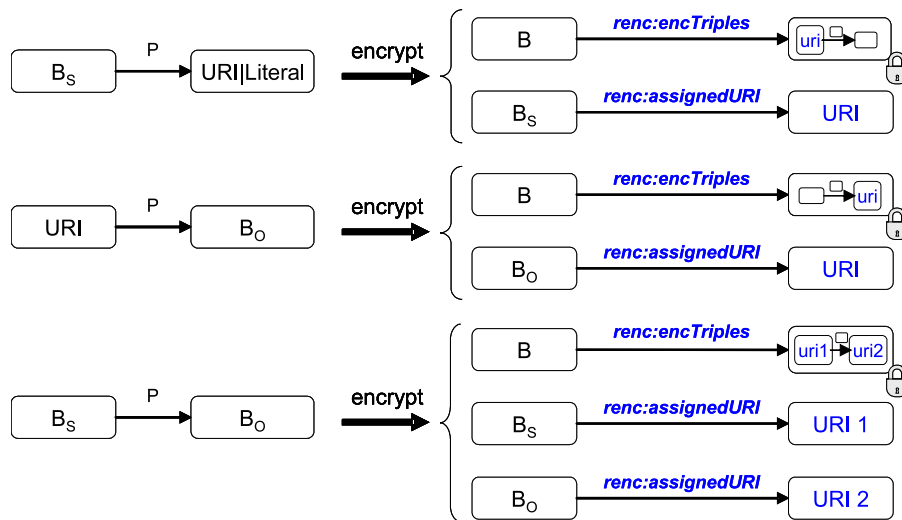 B renc:encTriples uri
B_S P URI|Literal encrypt
B_S renc:assignedURI URI
B renc:encTriples uri
URI P B_O encrypt
B_O renc:assignedURI URI
B renc:encTriples uri1 uri2
B_S P B_O encrypt
B_S renc:assignedURI URI 1
B_O renc:assignedURI URI 2